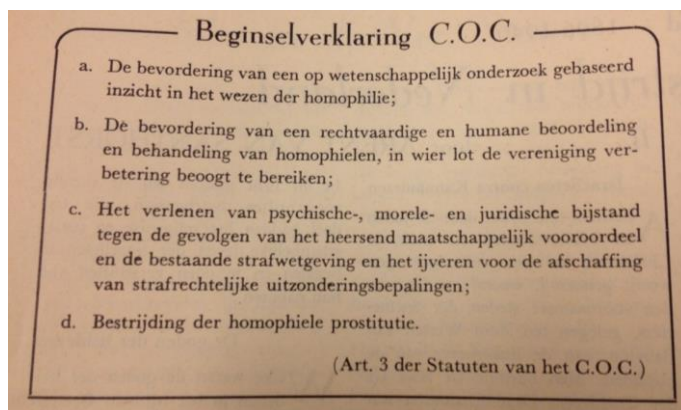 Beginselverklaring C.O.C.
a. De bevordering van een op wetenschappelijk onderzoek gebaseerd
inzicht in het wezen der homophilie;
b. De bevordering van een rechtvaardige en humane beoordeling
en behandeling van homophielen, in wier lot de vereniging ver-
betering beoogt te bereiken;
c. Het verlenen van psychische-, morele- en juridische bijstand
tegen de gevolgen van het heersend maatschappelijk vooroordeel
en de bestaande strafwetgeving en het ijveren voor de afschaffing
van strafrechtelijke uitzonderingsbepalingen;
d. Bestrijding der homophiele prostitutie.
(Art. 3 der Statuten van het C.O.C.)